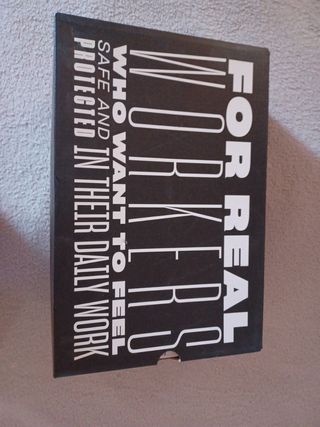 FOR REAL
WORKERS
WHO WANT TO FEEL
SAFE AND
PROTECTED IN THEIR DAILY WORK